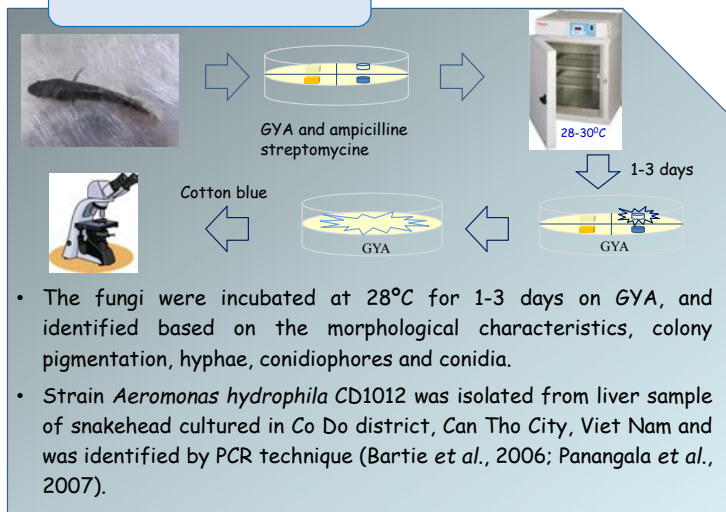 GYA and ampicilline
streptomycine
28-30⁰C
1-3 days
Cotton blue
GYA
GYA
• The fungi were incubated at 28ºC for 1-3 days on GYA, and
identified based on the morphological characteristics, colony
pigmentation, hyphae, conidiophores and conidia.
• Strain Aeromonas hydrophila CD1012 was isolated from liver sample
of snakehead cultured in Co Do district, Can Tho City, Viet Nam and
was identified by PCR technique (Bartie et al., 2006; Panangala et al.,
2007).